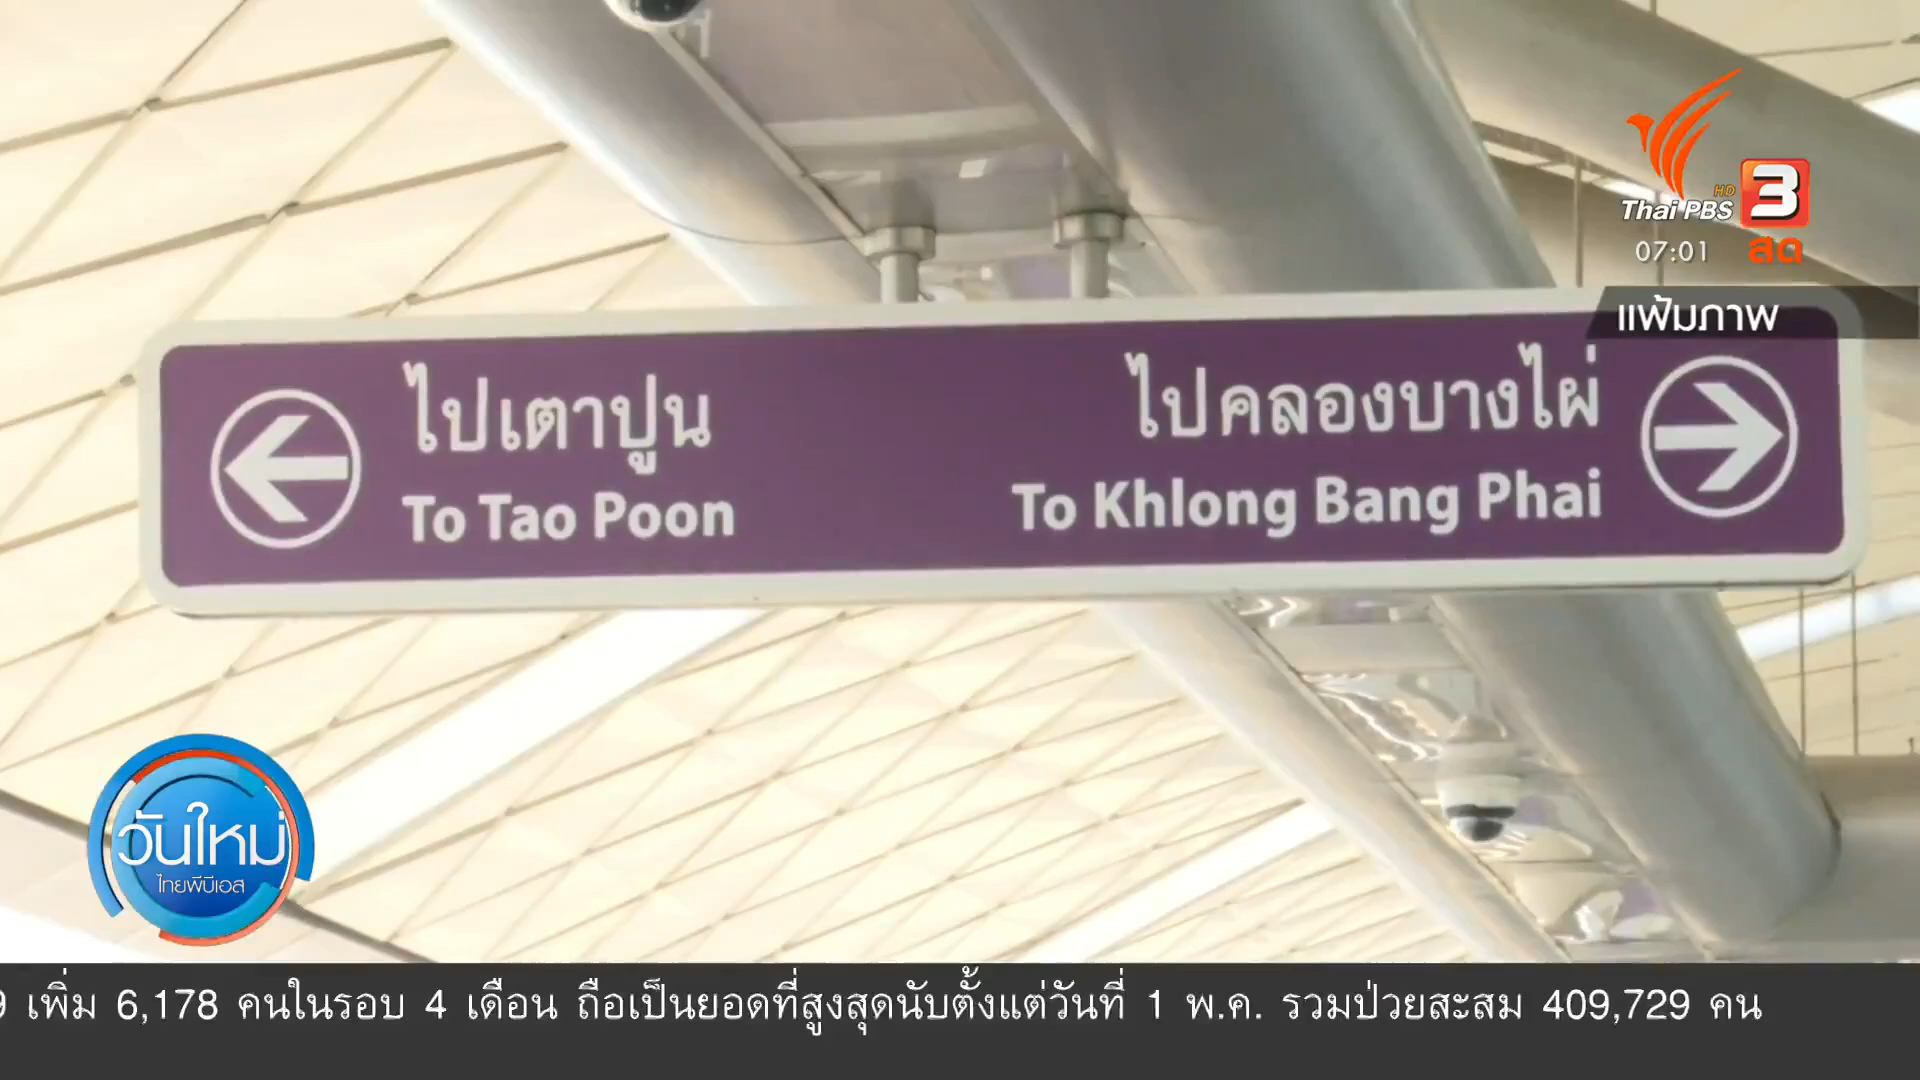 HD
Thai PBS 3
07:01 สด
แฟ้มภาพ
ไปเตาปูน
To Tao Poon
ไปคลองบางไผ่
To Khlong Bang Phai
วันใหม่
ไทยพีบีเอส
9 เพิ่ม 6,178 คนในรอบ 4 เดือน ถือเป็นยอดที่สูงสุดนับตั้งแต่วันที่ 1 พ.ค. รวมป่วยสะสม 409,729 คน